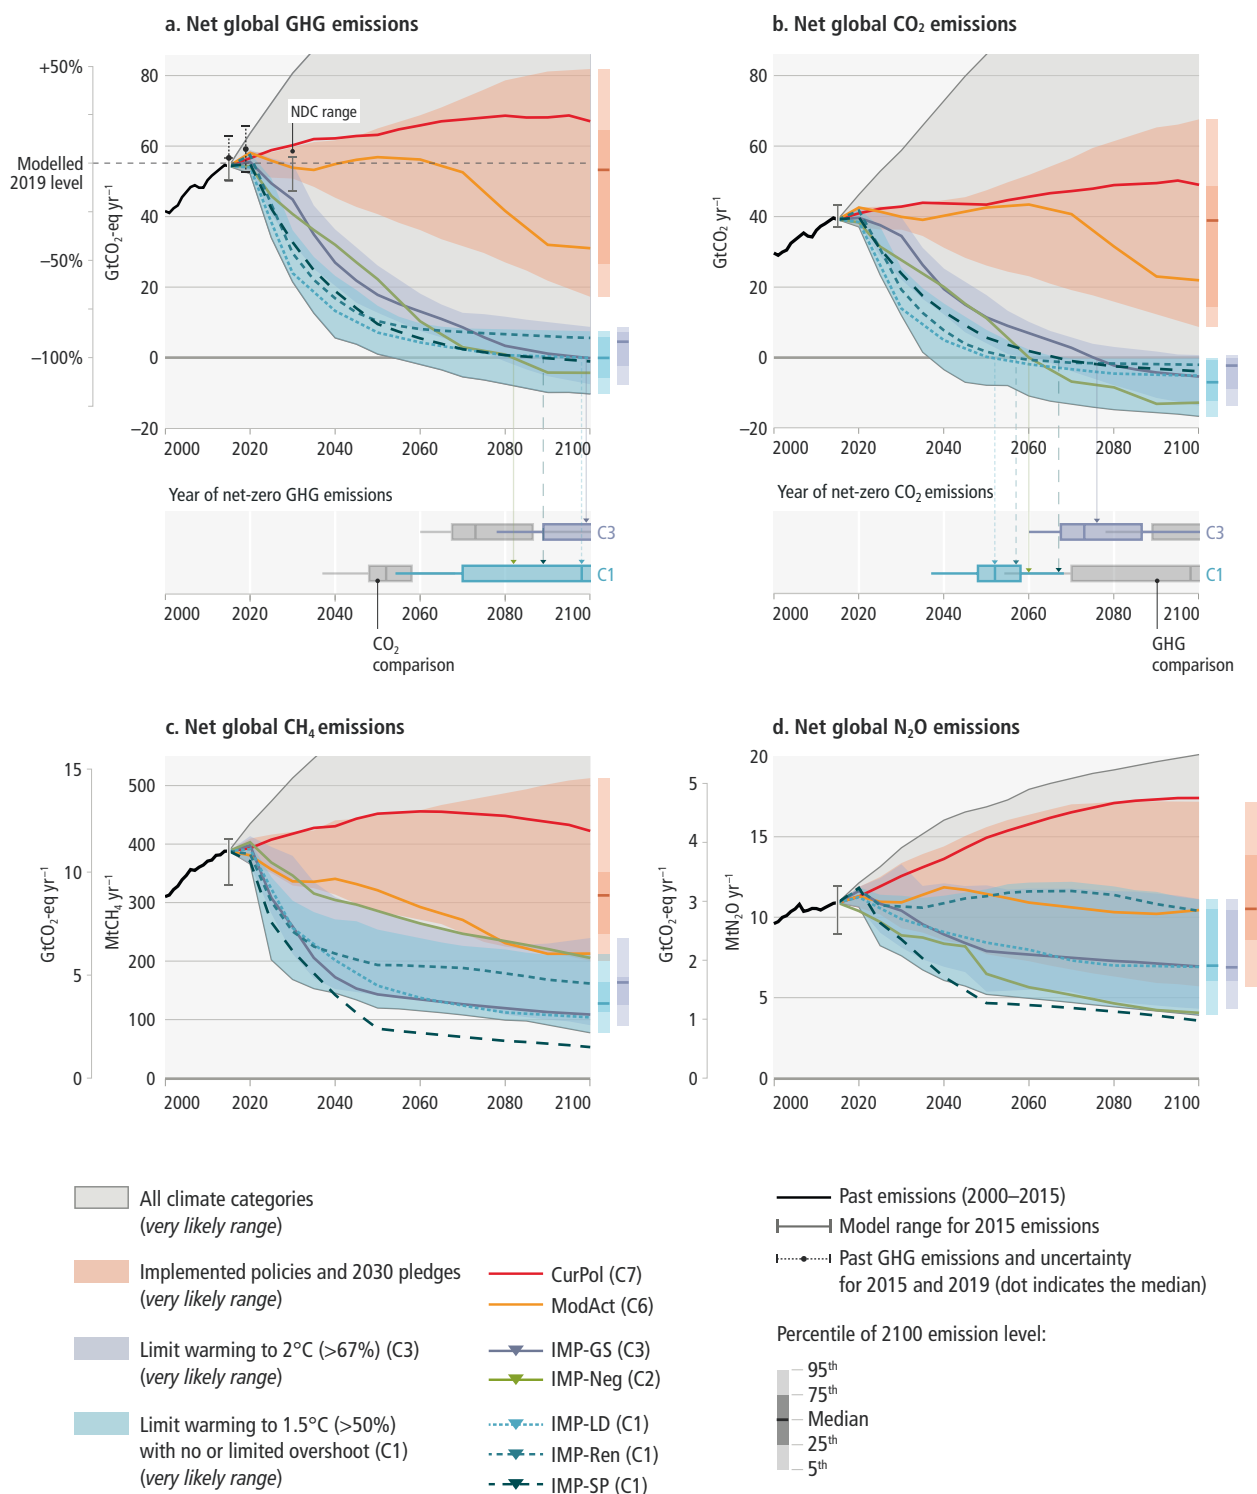 a. Net global GHG emissions
+50%
Modelled
2019 level
−50%
−100%
GtCO₂-eq yr⁻¹
80
60
40
20
0
−20
NDC range
2000 2020 2040 2060 2080 2100
Year of net-zero GHG emissions
C3
C1
2000 2020 2040 2060 2080 2100
CO₂
comparison
b. Net global CO₂ emissions
GtCO₂ yr⁻¹
80
60
40
20
0
−20
2000 2020 2040 2060 2080 2100
Year of net-zero CO₂ emissions
C3
C1
2000 2020 2040 2060 2080 2100
GHG
comparison
c. Net global CH₄ emissions
GtCO₂-eq yr⁻¹
15
10
5
0
MtCH₄ yr⁻¹
500
400
300
200
100
0
2000 2020 2040 2060 2080 2100
d. Net global N₂O emissions
GtCO₂-eq yr⁻¹
5
4
3
2
1
0
MtN₂O yr⁻¹
20
15
10
5
0
2000 2020 2040 2060 2080 2100
All climate categories
(very likely range)
Implemented policies and 2030 pledges
(very likely range)
Limit warming to 2°C (>67%) (C3)
(very likely range)
Limit warming to 1.5°C (>50%)
with no or limited overshoot (C1)
(very likely range)
CurPol (C7)
ModAct (C6)
IMP-GS (C3)
IMP-Neg (C2)
IMP-LD (C1)
IMP-Ren (C1)
IMP-SP (C1)
Past emissions (2000–2015)
Model range for 2015 emissions
Past GHG emissions and uncertainty
for 2015 and 2019 (dot indicates the median)
Percentile of 2100 emission level:
95th
75th
Median
25th
5th